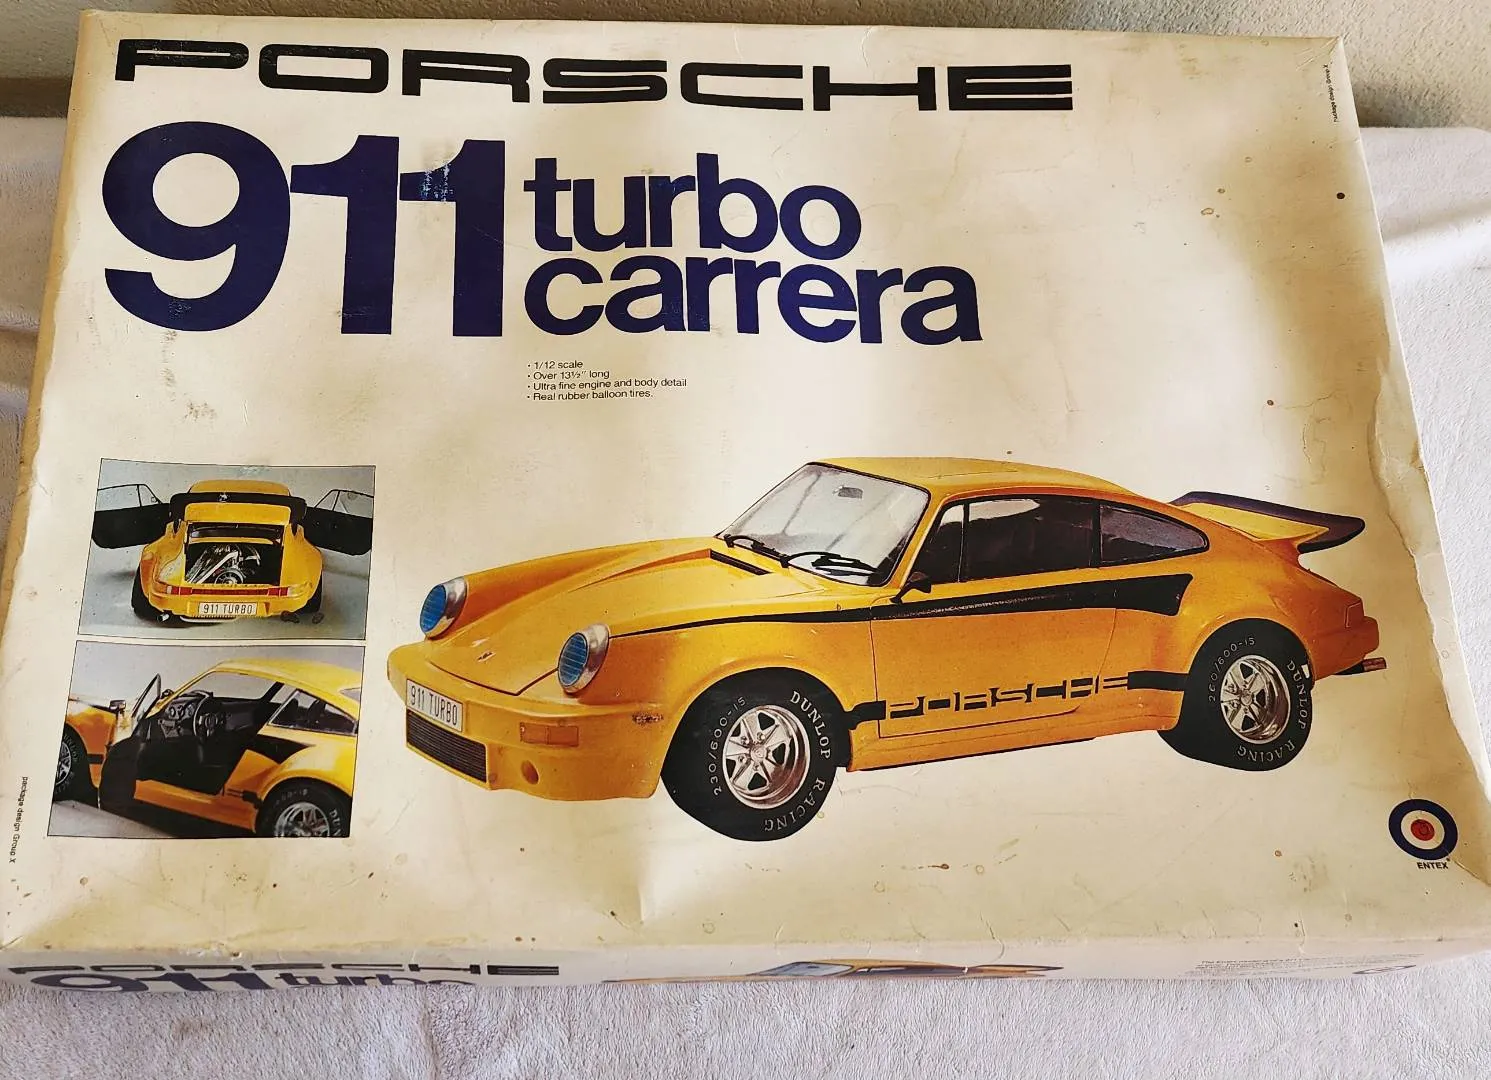 PORSCHE
911 turbo
carrera
· 1/12 scale
· Over 13½" long
· Ultra fine engine and body detail
· Real rubber balloon tires.
911 TURBO
911 TURBO
PORSCHE
230/600-15
DUNLOP RACING
260/600-15
DUNLOP RACING
ENTEX
package design Group X
package design Group X
PORSCHE
911 turbo